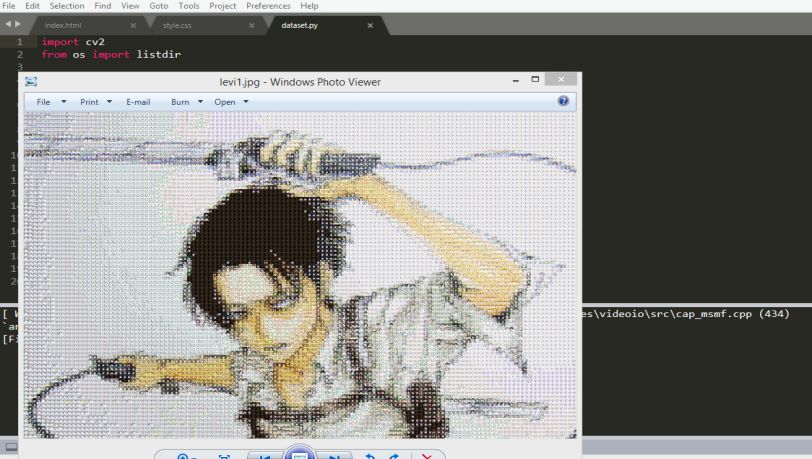 File Edit Selection Find View Goto Tools Project Preferences Help
index.html × style.css × dataset.py ×
1 import cv2
2 from os import listdir
3
levi1.jpg - Windows Photo Viewer
File Print E-mail Burn Open
es\videoio\src\cap_msmf.cpp (434)
[Fi